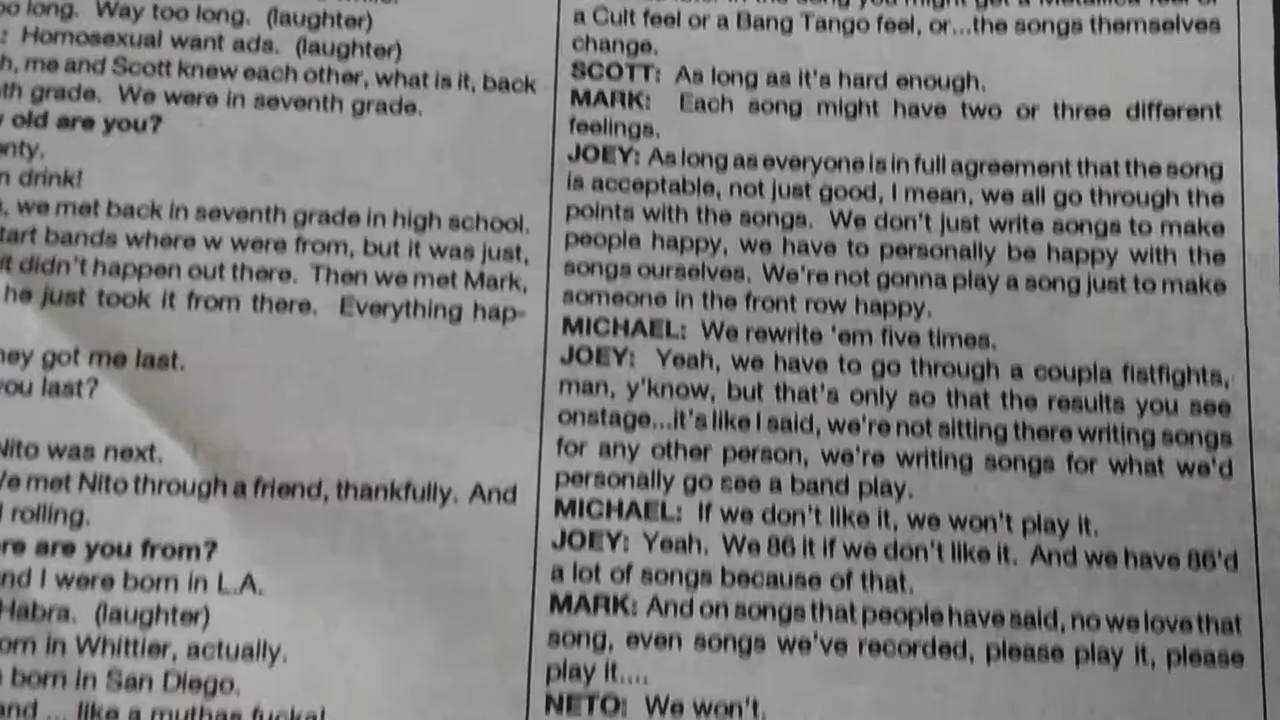 oo long. Way too long. (laughter)
: Homosexual want ads. (laughter)
h, me and Scott knew each other, what is it, back
th grade. We were in seventh grade.
old are you?
nty.
n drink!
, we met back in seventh grade in high school.
tart bands where w were from, but it was just,
it didn't happen out there. Then we met Mark,
he just took it from there. Everything hap-
ey got me last.
ou last?
Nito was next.
e met Nito through a friend, thankfully. And
rolling.
re are you from?
nd I were born in L.A.
Habra. (laughter)
orn in Whittier, actually.
born in San Diego.
and ... like a muthas fucka!
a Cult feel or a Bang Tango feel, or...the songs themselves
change.
SCOTT: As long as it's hard enough.
MARK: Each song might have two or three different
feelings.
JOEY: As long as everyone is in full agreement that the song
is acceptable, not just good, I mean, we all go through the
points with the songs. We don't just write songs to make
people happy, we have to personally be happy with the
songs ourselves. We're not gonna play a song just to make
someone in the front row happy.
MICHAEL: We rewrite 'em five times.
JOEY: Yeah, we have to go through a coupla fistfights,
man, y'know, but that's only so that the results you see
onstage...it's like I said, we're not sitting there writing songs
for any other person, we're writing songs for what we'd
personally go see a band play.
MICHAEL: If we don't like it, we won't play it.
JOEY: Yeah. We 86 it if we don't like it. And we have 86'd
a lot of songs because of that.
MARK: And on songs that people have said, no we love that
song, even songs we've recorded, please play it, please
play it....
NETO: We won't.